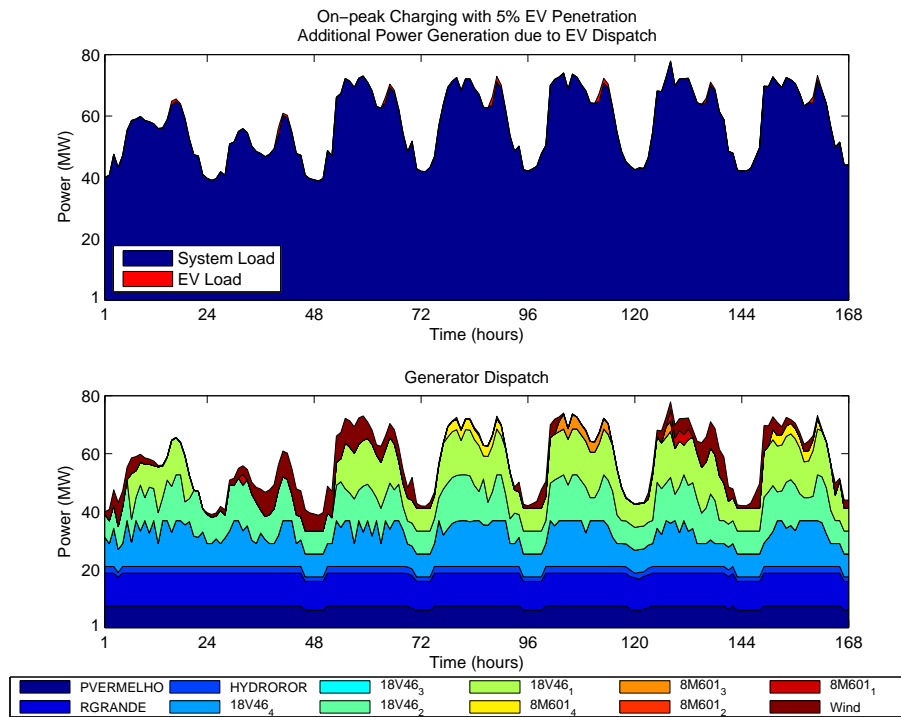 On-peak Charging with 5% EV Penetration
Additional Power Generation due to EV Dispatch
80
60
40
20
1
Power (MW)
System Load
EV Load
1 24 48 72 96 120 144 168
Time (hours)
Generator Dispatch
80
60
40
20
1
Power (MW)
1 24 48 72 96 120 144 168
Time (hours)
PVERMELHO HYDROROR 18V46₃ 18V46₁ 8M601₃ 8M601₁
RGRANDE 18V46₄ 18V46₂ 8M601₄ 8M601₂ Wind